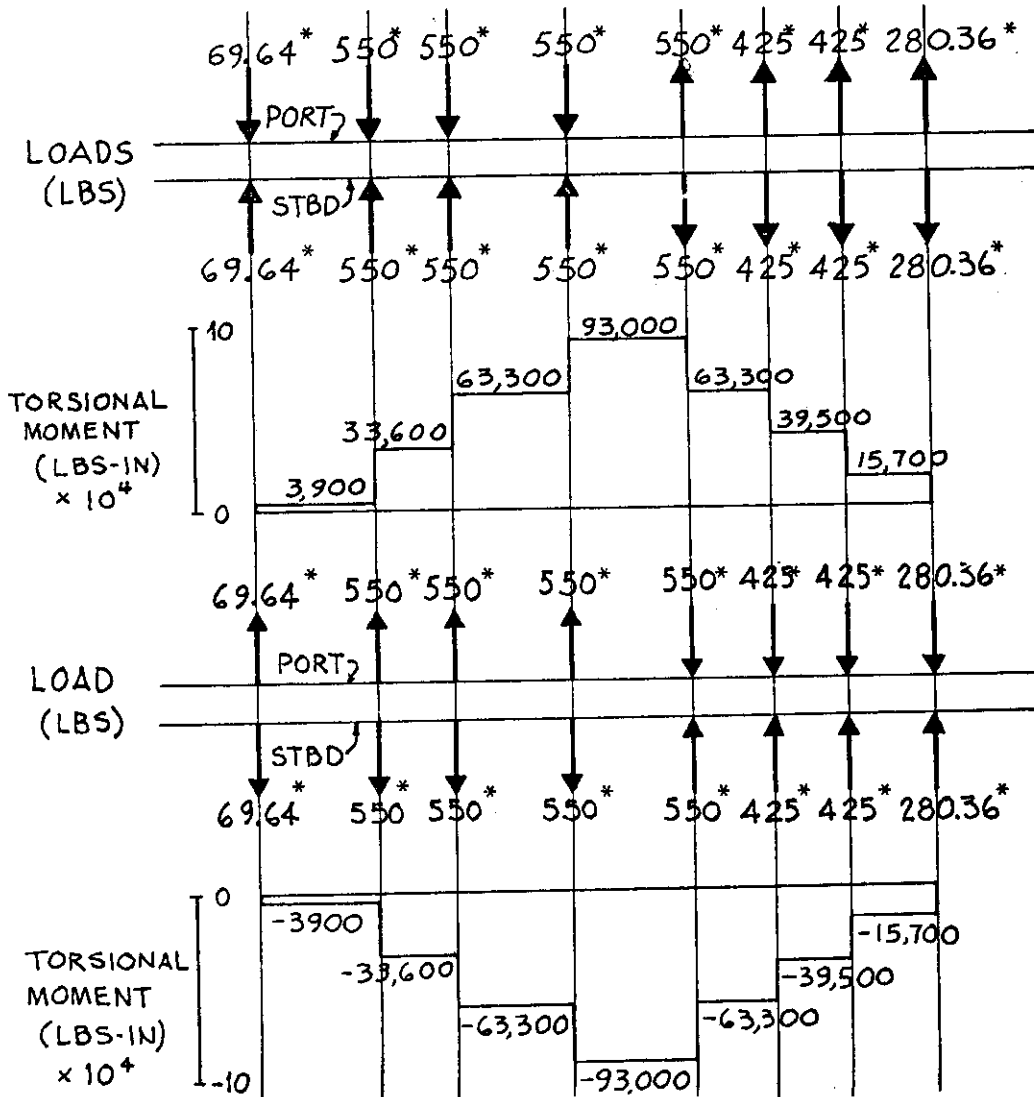 69.64* 550* 550* 550* 550* 425* 425* 280.36*
PORT
LOADS
(LBS)
STBD
69.64* 550* 550* 550* 550* 425* 425* 280.36*
10
93,000
63,300
63,300
TORSIONAL
MOMENT
(LBS-IN)
× 10⁴
33,600
39,500
15,700
3,900
0
69.64* 550* 550* 550* 550* 425* 425* 280.36*
PORT
LOAD
(LBS)
STBD
69.64* 550* 550* 550* 550* 425* 425* 280.36*
0
-3900
-15,700
-33,600
-39,500
TORSIONAL
MOMENT
(LBS-IN)
× 10⁴
-63,300
-63,300
-10
-93,000